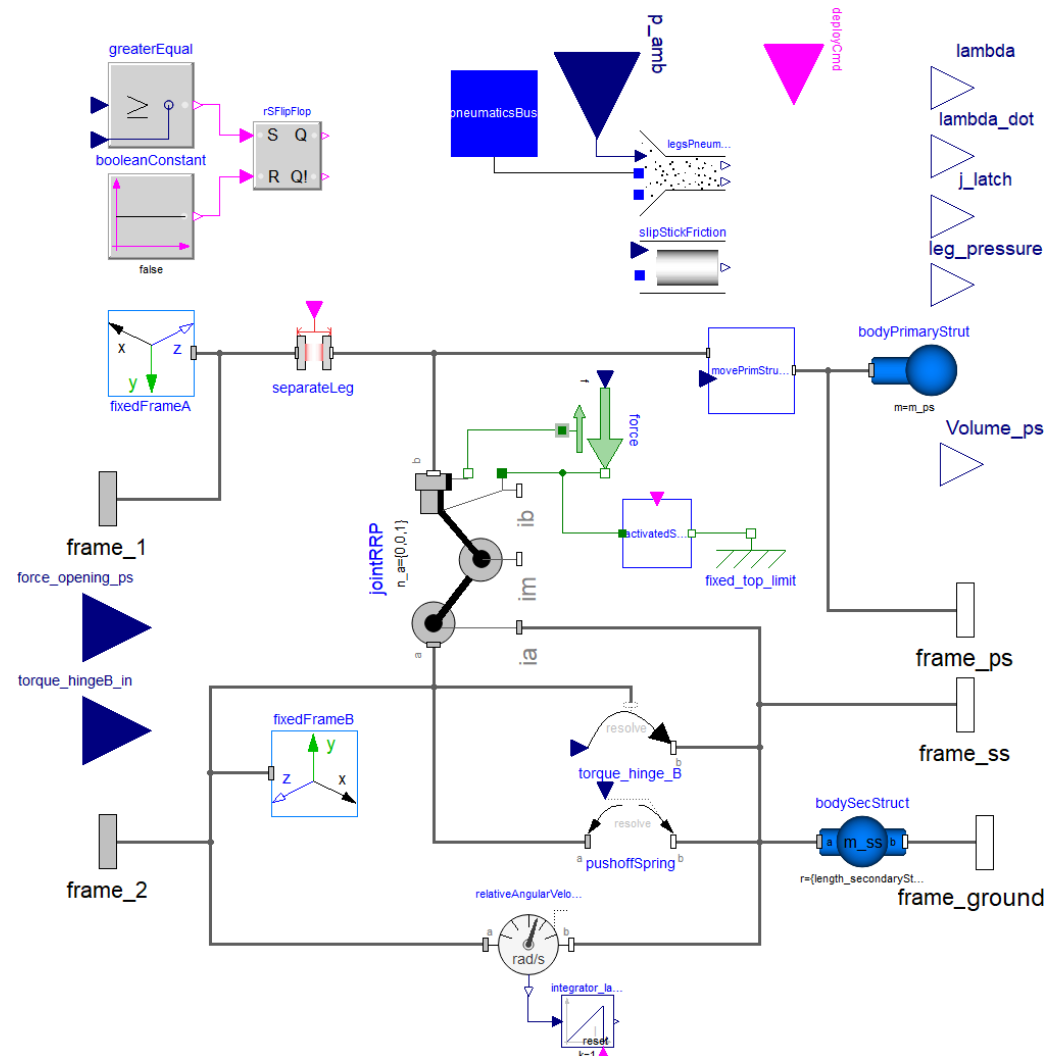 greaterEqual
≥
rSFlipFlop
S Q
R Q!
booleanConstant
false
pneumaticsBus
p_amb
deployCmd
legsPneum...
slipStickFriction
lambda
lambda_dot
j_latch
leg_pressure
x
z
y
fixedFrameA
separateLeg
movePrimStru...
bodyPrimaryStrut
m=m_ps
Volume_ps
frame_1
b
f
force
jointRRP
n_a={0,0,1}
ib
im
ia
a
activatedS...
fixed_top_limit
force_opening_ps
torque_hingeB_in
frame_ps
frame_ss
fixedFrameB
y
z
x
resolve
b
torque_hinge_B
resolve
a
b
pushoffSpring
frame_2
bodySecStruct
a
m_ss
b
r={length_secondarySt...
frame_ground
relativeAngularVelo...
a
b
rad/s
integrator_la...
reset
k=1